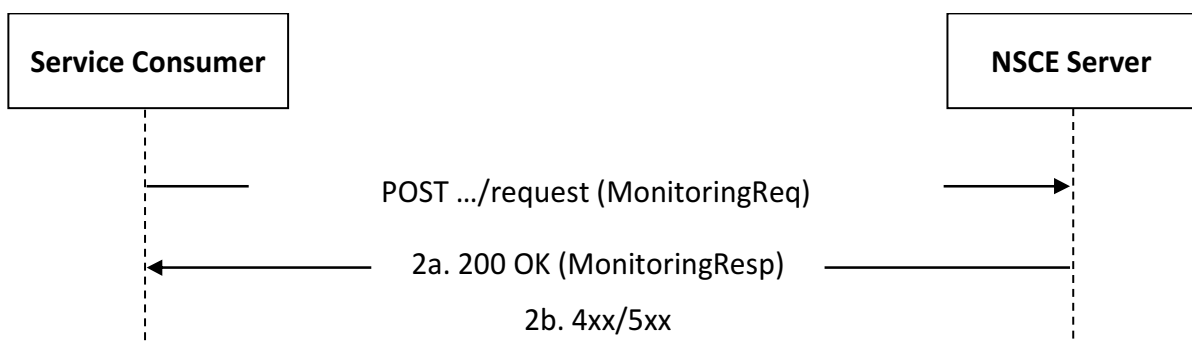 Service Consumer
NSCE Server
POST …/request (MonitoringReq)
2a. 200 OK (MonitoringResp)
2b. 4xx/5xx